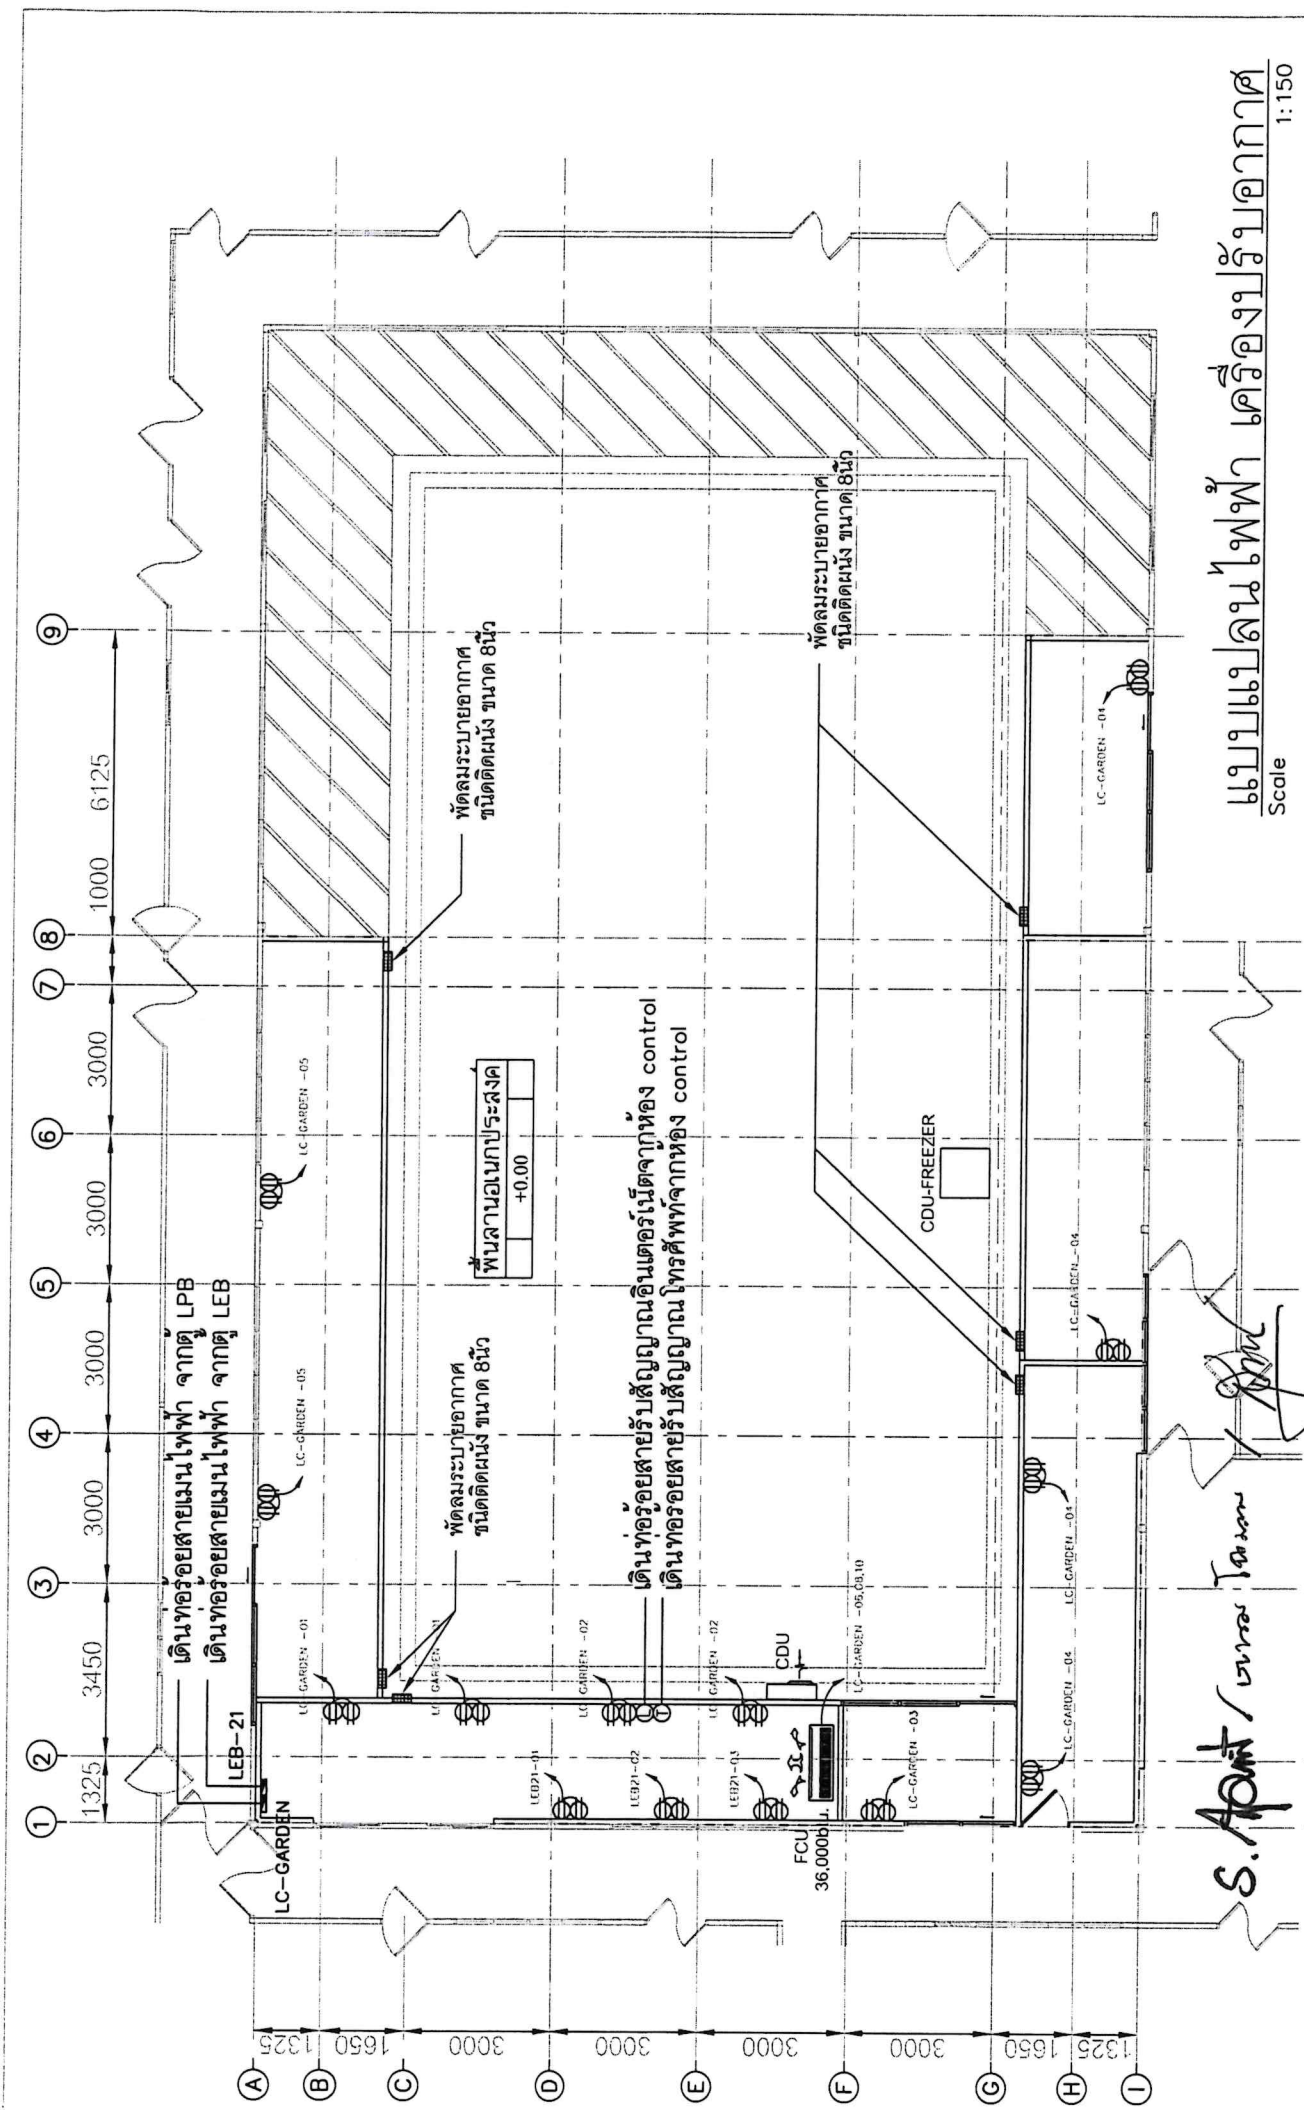 9
8
7
6
5
4
3
2
1
6125
1000
3000
3000
3000
3000
3450
1325
A
B
C
D
E
F
G
H
I
1325
1650
3000
3000
3000
3000
1650
1325
เดินท่อร้อยสายเมนไฟฟ้า จากตู้ LPB
เดินท่อร้อยสายเมนไฟฟ้า จากตู้ LEB
LEB-21
LC-GARDEN
LC-GARDEN -05
LC-GARDEN -05
LC-GARDEN -01
LC-GARDEN -01
LC-GARDEN -02
LC-GARDEN -02
LEB21-01
LEB21-02
LEB21-03
LC-GARDEN -03
LC-GARDEN -06,08,10
LC-GARDEN -04
LC-GARDEN -04
LC-GARDEN -04
LC-GARDEN -04
พัดลมระบายอากาศ
ชนิดติดผนัง ขนาด 8นิ้ว
พัดลมระบายอากาศ
ชนิดติดผนัง ขนาด 8นิ้ว
พัดลมระบายอากาศ
ชนิดติดผนัง ขนาด 8นิ้ว
พื้นลานอเนกประสงค์
+0.00
เดินท่อร้อยสายรับสัญญาณอินเตอร์เน็ตจากห้อง control
เดินท่อร้อยสายรับสัญญาณโทรศัพท์จากห้อง control
L
T
CDU
CDU-FREEZER
FCU
36,000btu.
แบบแปลนไฟฟ้า เครื่องปรับอากาศ
Scale 1:150